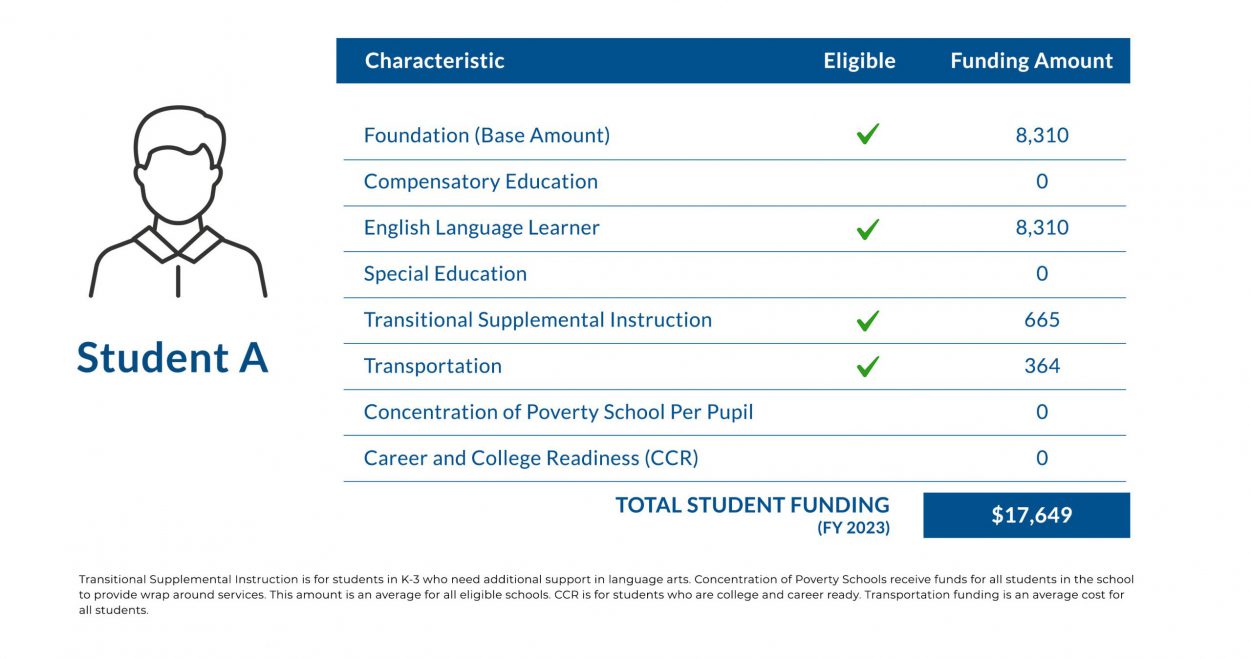 Characteristic Eligible Funding Amount
Foundation (Base Amount) 8,310
Compensatory Education 0
English Language Learner 8,310
Special Education 0
Transitional Supplemental Instruction 665
Transportation 364
Concentration of Poverty School Per Pupil 0
Career and College Readiness (CCR) 0
Student A
TOTAL STUDENT FUNDING
(FY 2023)
$17,649
Transitional Supplemental Instruction is for students in K-3 who need additional support in language arts. Concentration of Poverty Schools receive funds for all students in the school
to provide wrap around services. This amount is an average for all eligible schools. CCR is for students who are college and career ready. Transportation funding is an average cost for
all students.